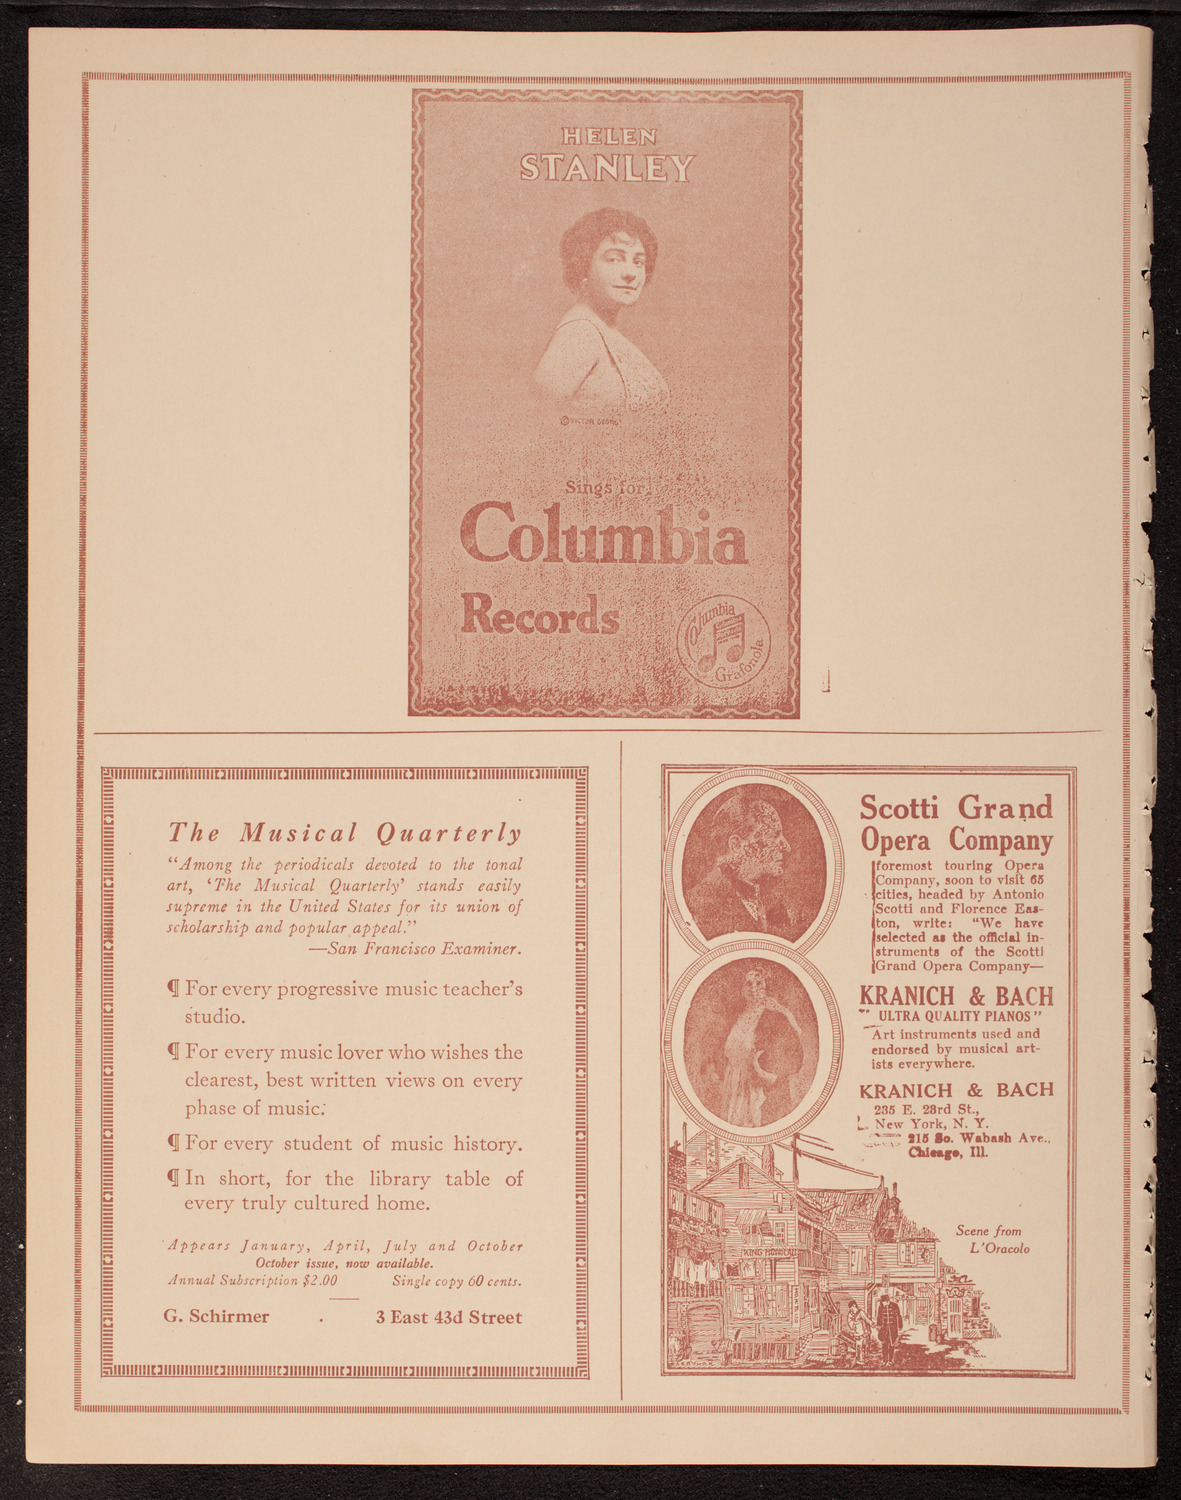 HELEN
STANLEY
© VICTOR GEORG
Sings for
Columbia
Records
Columbia
Grafonola
The Musical Quarterly
“Among the periodicals devoted to the tonal
art, ‘The Musical Quarterly’ stands easily
supreme in the United States for its union of
scholarship and popular appeal.”
—San Francisco Examiner.
¶ For every progressive music teacher’s
studio.
¶ For every music lover who wishes the
clearest, best written views on every
phase of music.
¶ For every student of music history.
¶ In short, for the library table of
every truly cultured home.
Appears January, April, July and October
October issue, now available.
Annual Subscription $2.00 Single copy 60 cents.
G. Schirmer . 3 East 43d Street
Scotti Grand
Opera Company
foremost touring Opera
Company, soon to visit 65
cities, headed by Antonio
Scotti and Florence Eas-
ton, write: “We have
selected as the official in-
struments of the Scotti
Grand Opera Company—
KRANICH & BACH
“ULTRA QUALITY PIANOS”
Art instruments used and
endorsed by musical art-
ists everywhere.
KRANICH & BACH
235 E. 23rd St.,
New York, N. Y.
215 So. Wabash Ave.,
Chicago, Ill.
Scene from
L’Oracolo